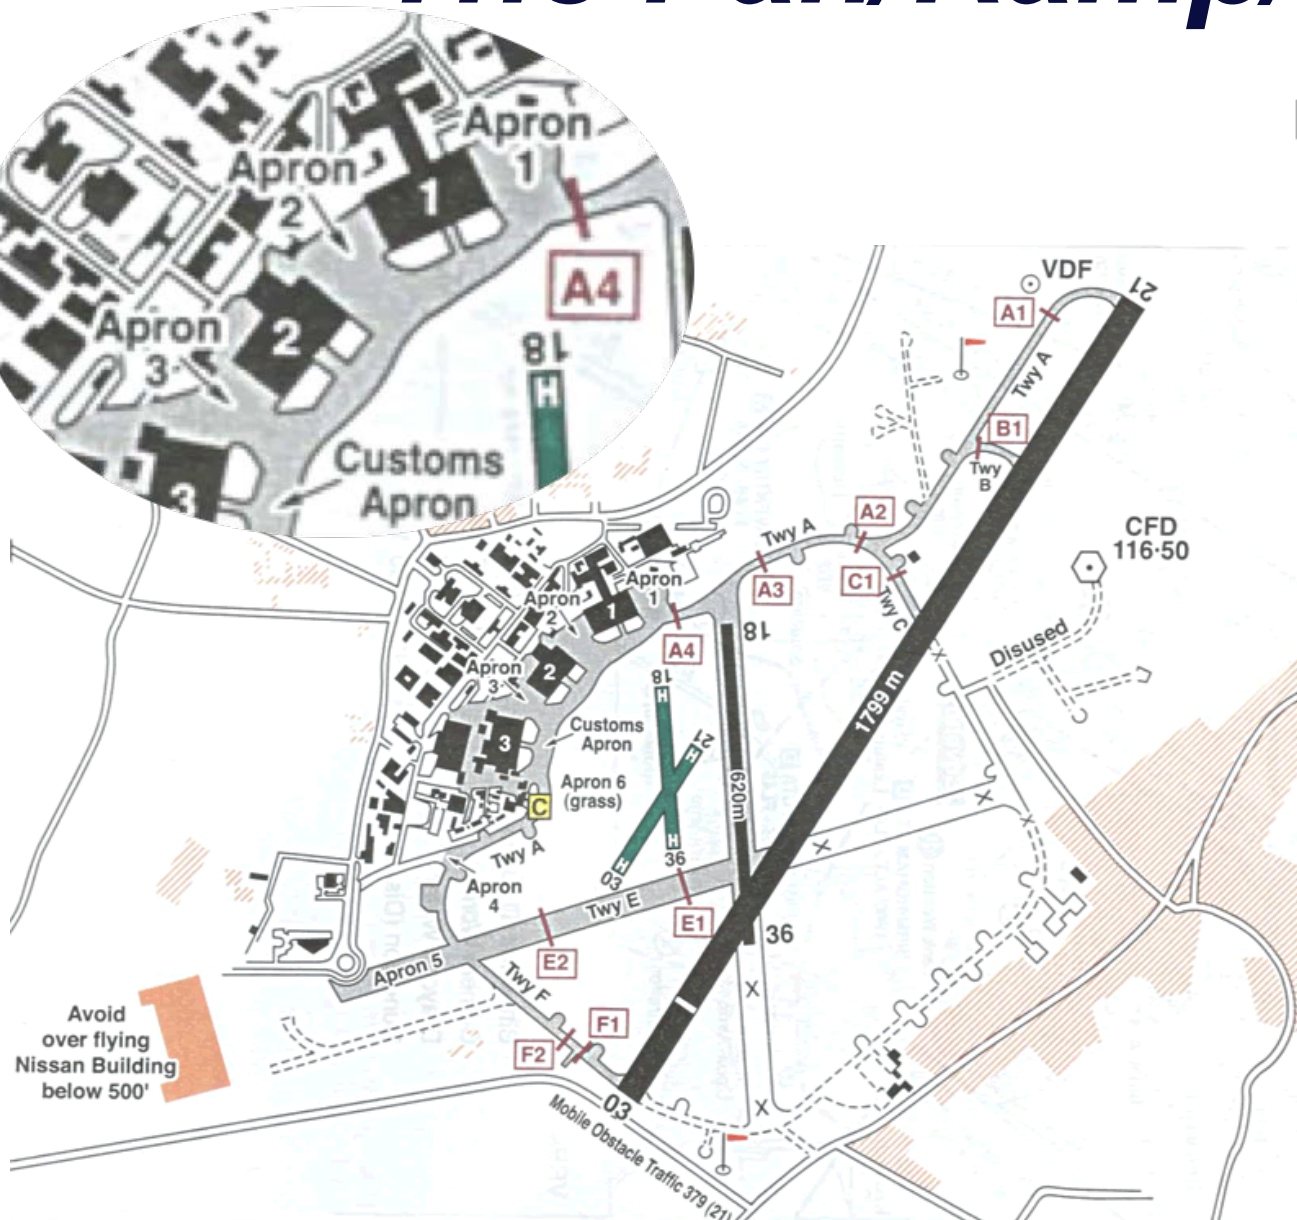 Apron
1
Apron
2
1
A4
Apron
3
2
18
H
Customs
Apron
3
VDF
21
A1
Twy A
B1
Twy
B
A2
CFD
116·50
Twy A
A3
C1
Twy C
Apron
1
Apron
2
1
18
Disused
A4
Apron
3
2
18
H
1799 m
Customs
Apron
21
H
3
620m
Apron 6
(grass)
C
Twy A
H
36
H
03
Apron
4
Twy E
E1
36
E2
Apron 5
Twy F
Avoid
over flying
Nissan Building
below 500'
F1
F2
03
Mobile Obstacle Traffic 379 (21)
X
X
X
X
X
X